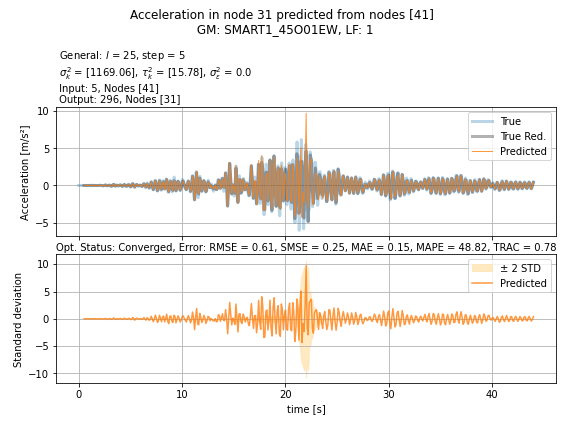 Acceleration in node 31 predicted from nodes [41]
GM: SMART1_45O01EW, LF: 1
General: l = 25, step = 5
σ²ₖ = [1169.06], τ²ₖ = [15.78], σ²ε = 0.0
Input: 5, Nodes [41]
Output: 296, Nodes [31]
10
5
0
−5
Acceleration [m/s²]
True
True Red.
Predicted
Opt. Status: Converged, Error: RMSE = 0.61, SMSE = 0.25, MAE = 0.15, MAPE = 48.82, TRAC = 0.78
10
5
0
−5
−10
Standard deviation
± 2 STD
Predicted
0 10 20 30 40
time [s]